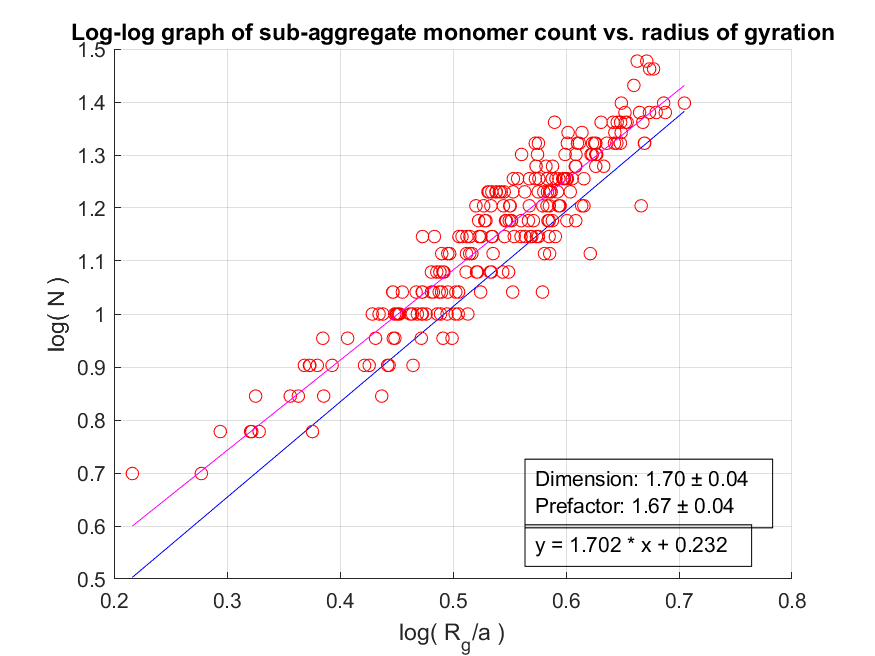 Log-log graph of sub-aggregate monomer count vs. radius of gyration
1.5
1.4
1.3
1.2
1.1
1
0.9
0.8
0.7
0.6
0.5
log( N )
Dimension: 1.70 ± 0.04
Prefactor: 1.67 ± 0.04
y = 1.702 * x + 0.232
0.2 0.3 0.4 0.5 0.6 0.7 0.8
log( Rg/a )